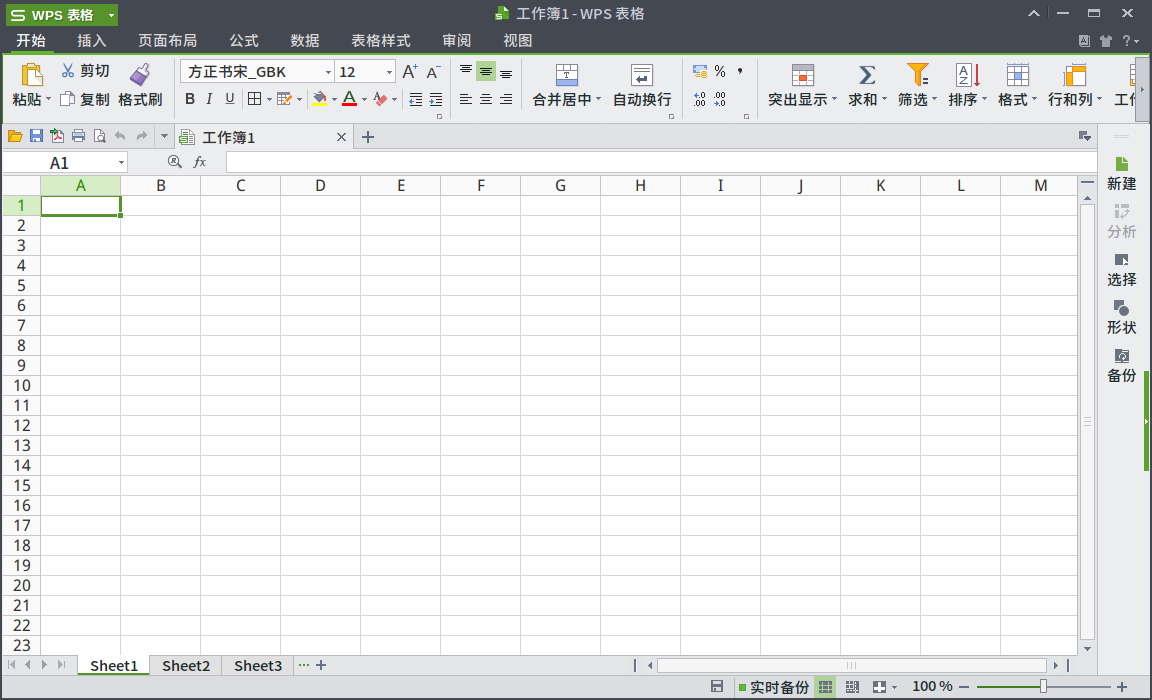 WPS 表格
工作簿1 - WPS 表格
开始 插入 页面布局 公式 数据 表格样式 审阅 视图
粘贴 剪切 复制 格式刷
方正书宋_GBK 12 A+ A-
B I U A
合并居中 自动换行
% ,
突出显示 求和 筛选 排序 格式 行和列
工作簿1
A1 fx
A B C D E F G H I J K L M
1
2
3
4
5
6
7
8
9
10
11
12
13
14
15
16
17
18
19
20
21
22
23
新建
分析
选择
形状
备份
Sheet1 Sheet2 Sheet3 ··· +
实时备份 100 %